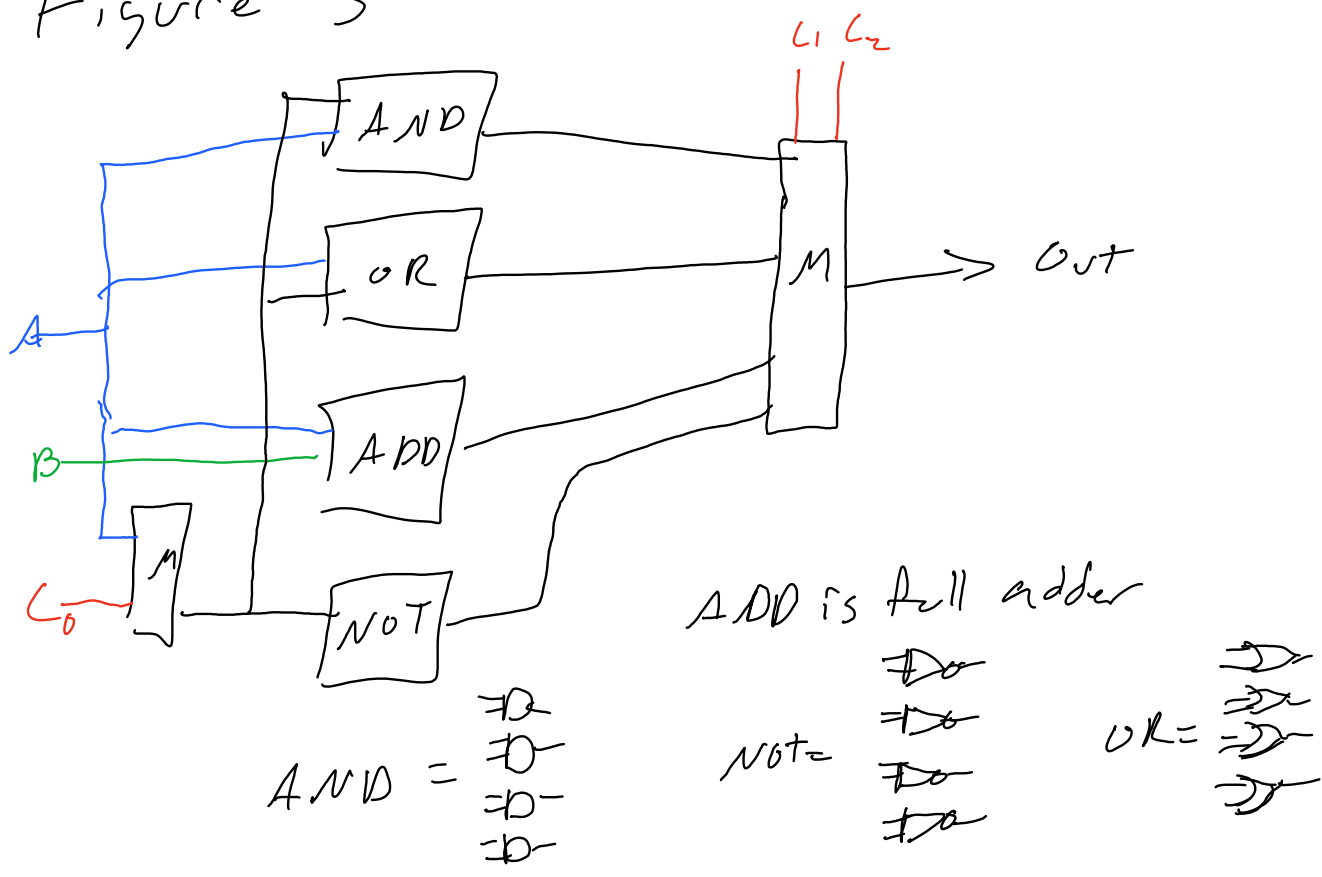 Figure 3
C1 C2
AND
OR
M
Out
A
ADD
B
M
C0
NOT
ADD is full adder
AND =
NOT=
OR=